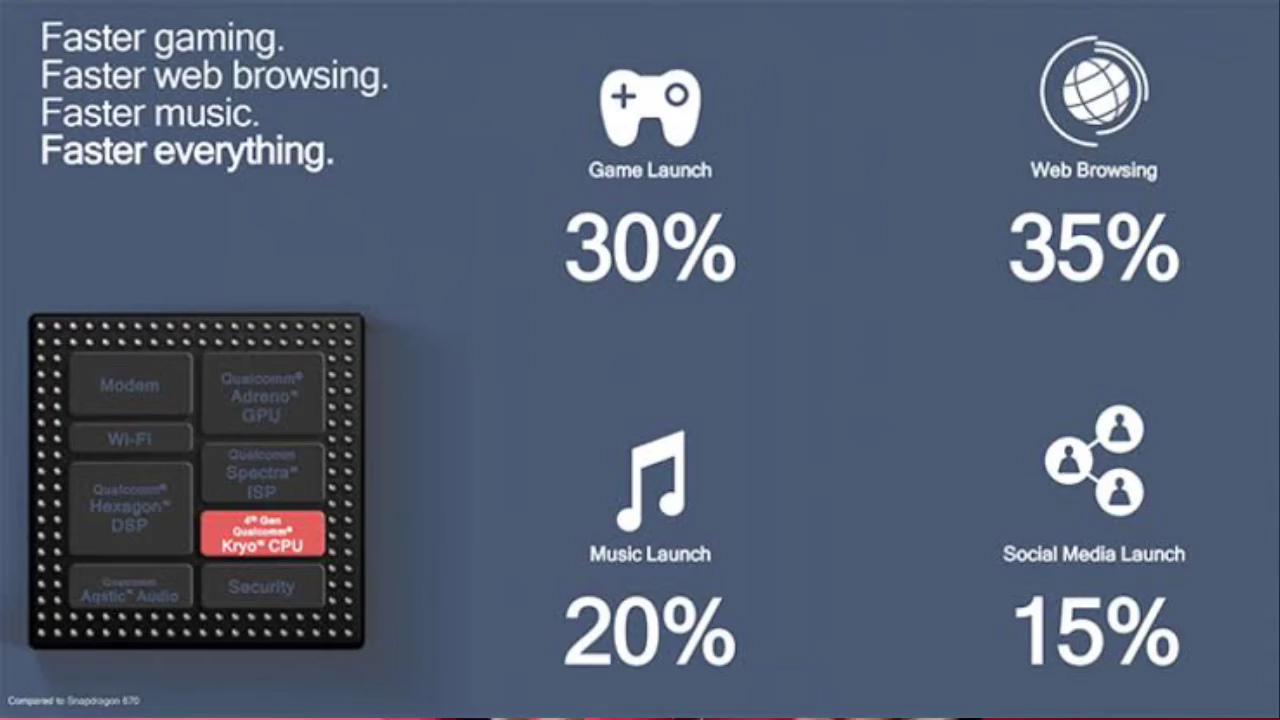 Faster gaming.
Faster web browsing.
Faster music.
Faster everything.
Game Launch
30%
Web Browsing
35%
Music Launch
20%
Social Media Launch
15%
Modem
Wi-Fi
Qualcomm®
Hexagon™
DSP
Qualcomm
Aqstic™ Audio
Qualcomm®
Adreno™
GPU
Qualcomm
Spectra™
ISP
4th Gen
Qualcomm®
Kryo™ CPU
Security
Compared to Snapdragon 670